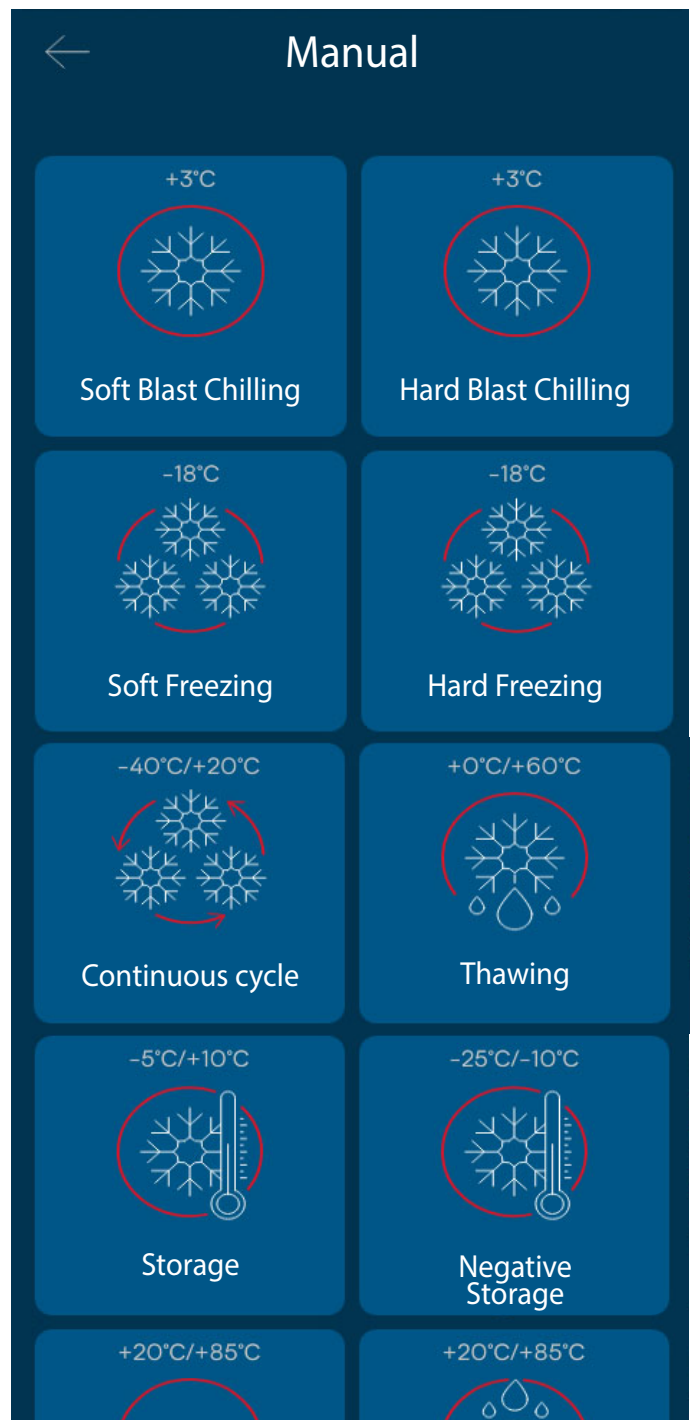 Manual
+3°C
+3°C
Soft Blast Chilling
Hard Blast Chilling
-18°C
-18°C
Soft Freezing
Hard Freezing
-40°C/+20°C
+0°C/+60°C
Continuous cycle
Thawing
-5°C/+10°C
-25°C/-10°C
Storage
Negative
Storage
+20°C/+85°C
+20°C/+85°C